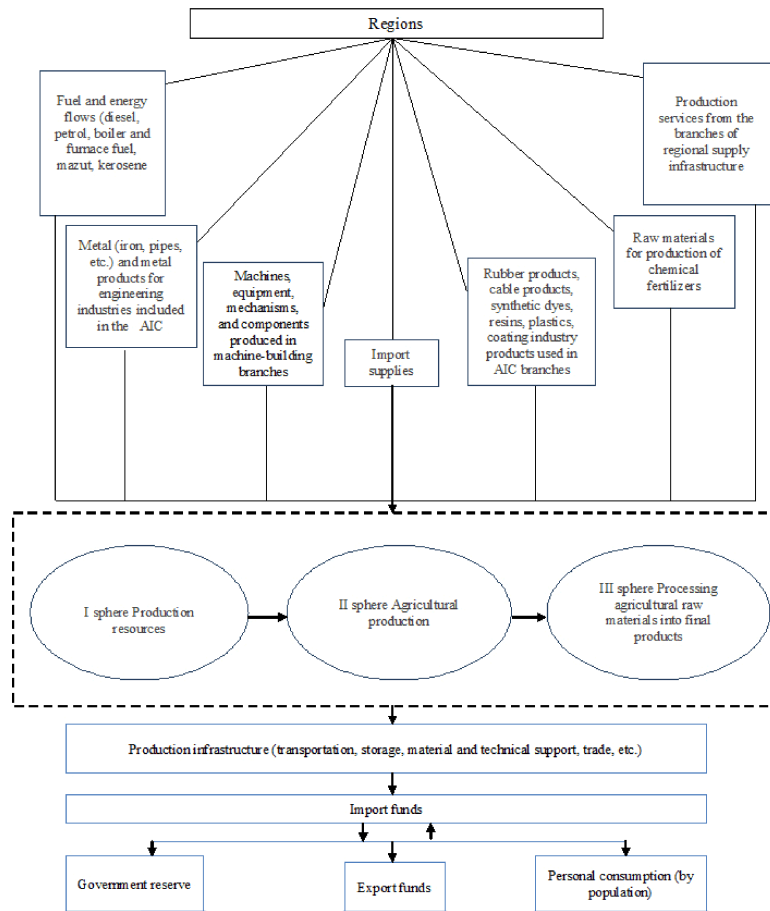 Regions
Fuel and energy
flows (diesel,
petrol, boiler and
furnace fuel,
mazut, kerosene
Production
services from the
branches of
regional supply
infrastructure
Metal (iron, pipes,
etc.) and metal
products for
engineering
industries included
in the AIC
Machines,
equipment,
mechanisms,
and components
produced in
machine-building
branches
Import
supplies
Rubber products,
cable products,
synthetic dyes,
resins, plastics,
coating industry
products used in
AIC branches
Raw materials
for production of
chemical
fertilizers
I sphere Production
resources
II sphere Agricultural
production
III sphere Processing
agricultural raw
materials into final
products
Production infrastructure (transportation, storage, material and technical support, trade, etc.)
Import funds
Government reserve
Export funds
Personal consumption (by
population)